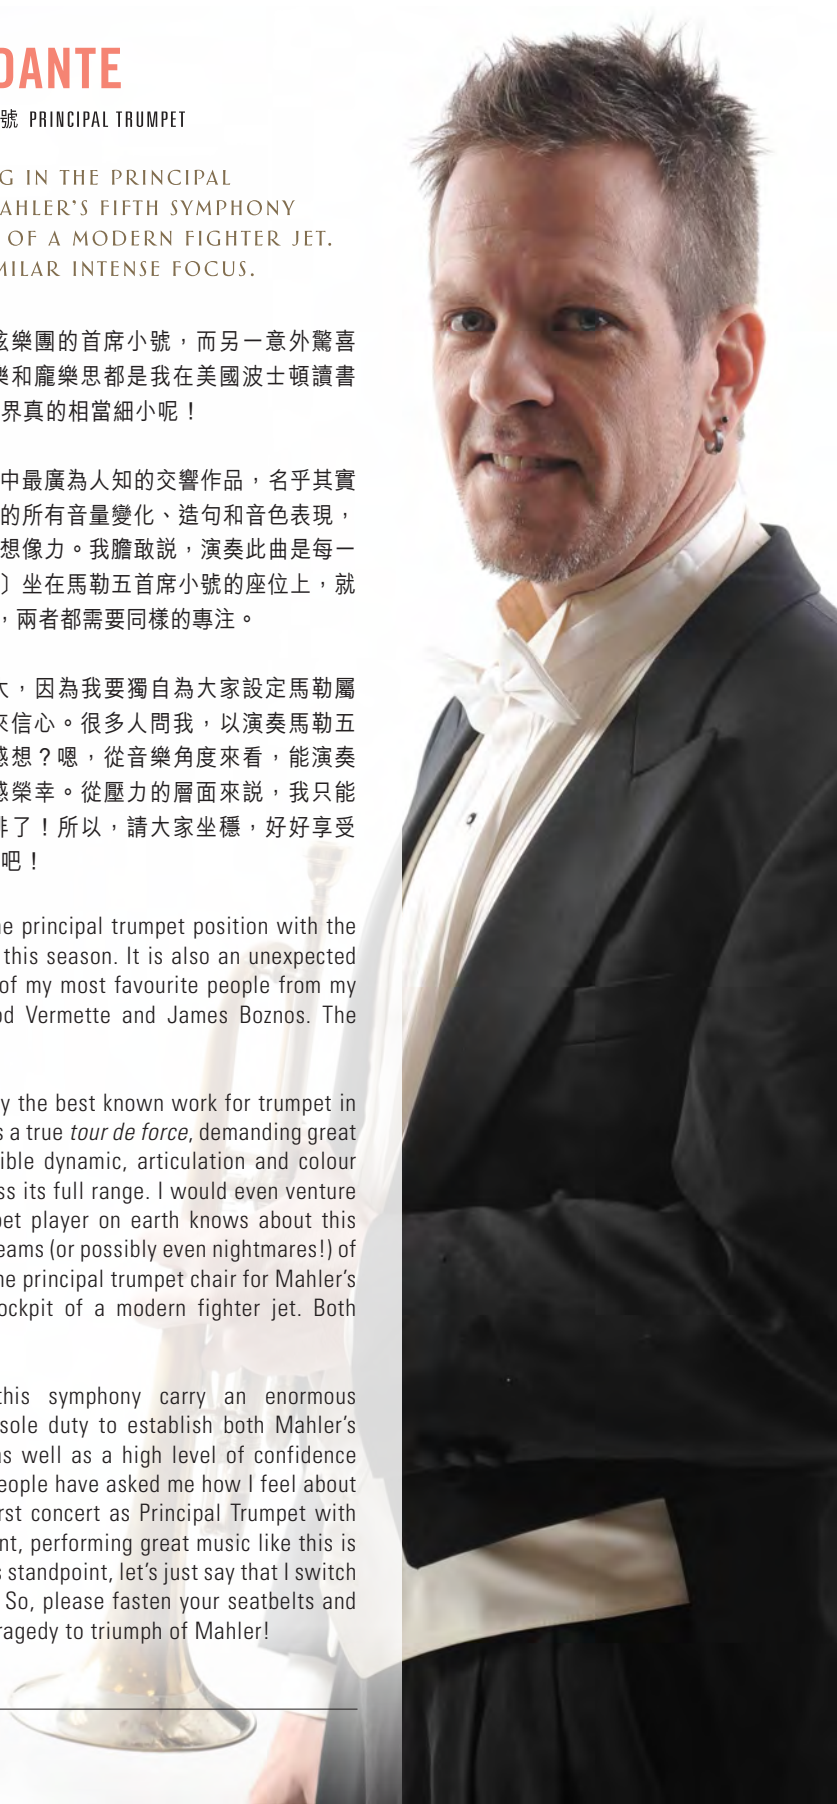 DANTE
號 PRINCIPAL TRUMPET
G IN THE PRINCIPAL
AHLER'S FIFTH SYMPHONY
OF A MODERN FIGHTER JET.
MILAR INTENSE FOCUS.
弦樂團的首席小號，而另一意外驚喜
樂和龐樂思都是我在美國波士頓讀書
界真的相當細小呢！
中最廣為人知的交響作品，名乎其實
的所有音量變化、造句和音色表現，
想像力。我膽敢説，演奏此曲是每一
〕坐在馬勒五首席小號的座位上，就
，兩者都需要同樣的專注。
大，因為我要獨自為大家設定馬勒屬
來信心。很多人問我，以演奏馬勒五
感想？嗯，從音樂角度來看，能演奏
感榮幸。從壓力的層面來説，我只能
排了！所以，請大家坐穩，好好享受
吧！
he principal trumpet position with the
this season. It is also an unexpected
of my most favourite people from my
od Vermette and James Boznos. The
y the best known work for trumpet in
s a true tour de force, demanding great
ible dynamic, articulation and colour
ss its full range. I would even venture
pet player on earth knows about this
eams (or possibly even nightmares!) of
he principal trumpet chair for Mahler's
ockpit of a modern fighter jet. Both
this symphony carry an enormous
sole duty to establish both Mahler's
as well as a high level of confidence
people have asked me how I feel about
rst concert as Principal Trumpet with
nt, performing great music like this is
s standpoint, let's just say that I switch
So, please fasten your seatbelts and
ragedy to triumph of Mahler!